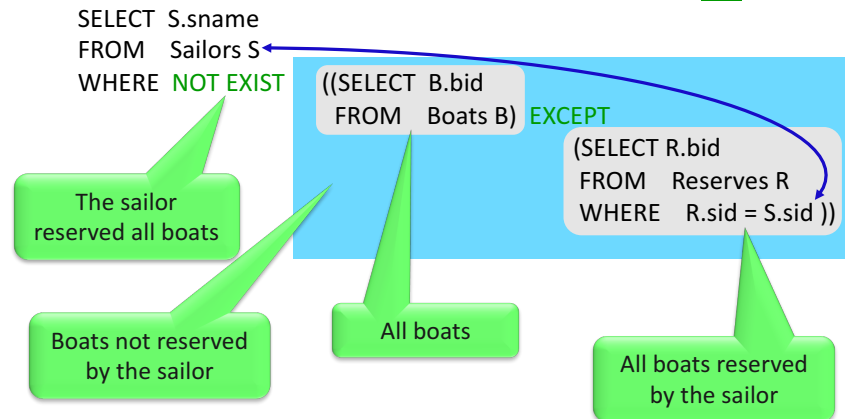 SELECT S.sname
FROM Sailors S
WHERE NOT EXIST
((SELECT B.bid
FROM Boats B) EXCEPT
(SELECT R.bid
FROM Reserves R
WHERE R.sid = S.sid ))
The sailor
reserved all boats
Boats not reserved
by the sailor
All boats
All boats reserved
by the sailor